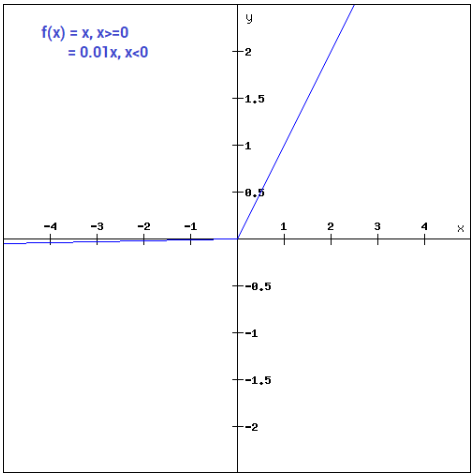 y
f(x) = x, x>=0
= 0.01x, x<0
2
1.5
1
0.5
-4 -3 -2 -1 1 2 3 4 x
-0.5
-1
-1.5
-2